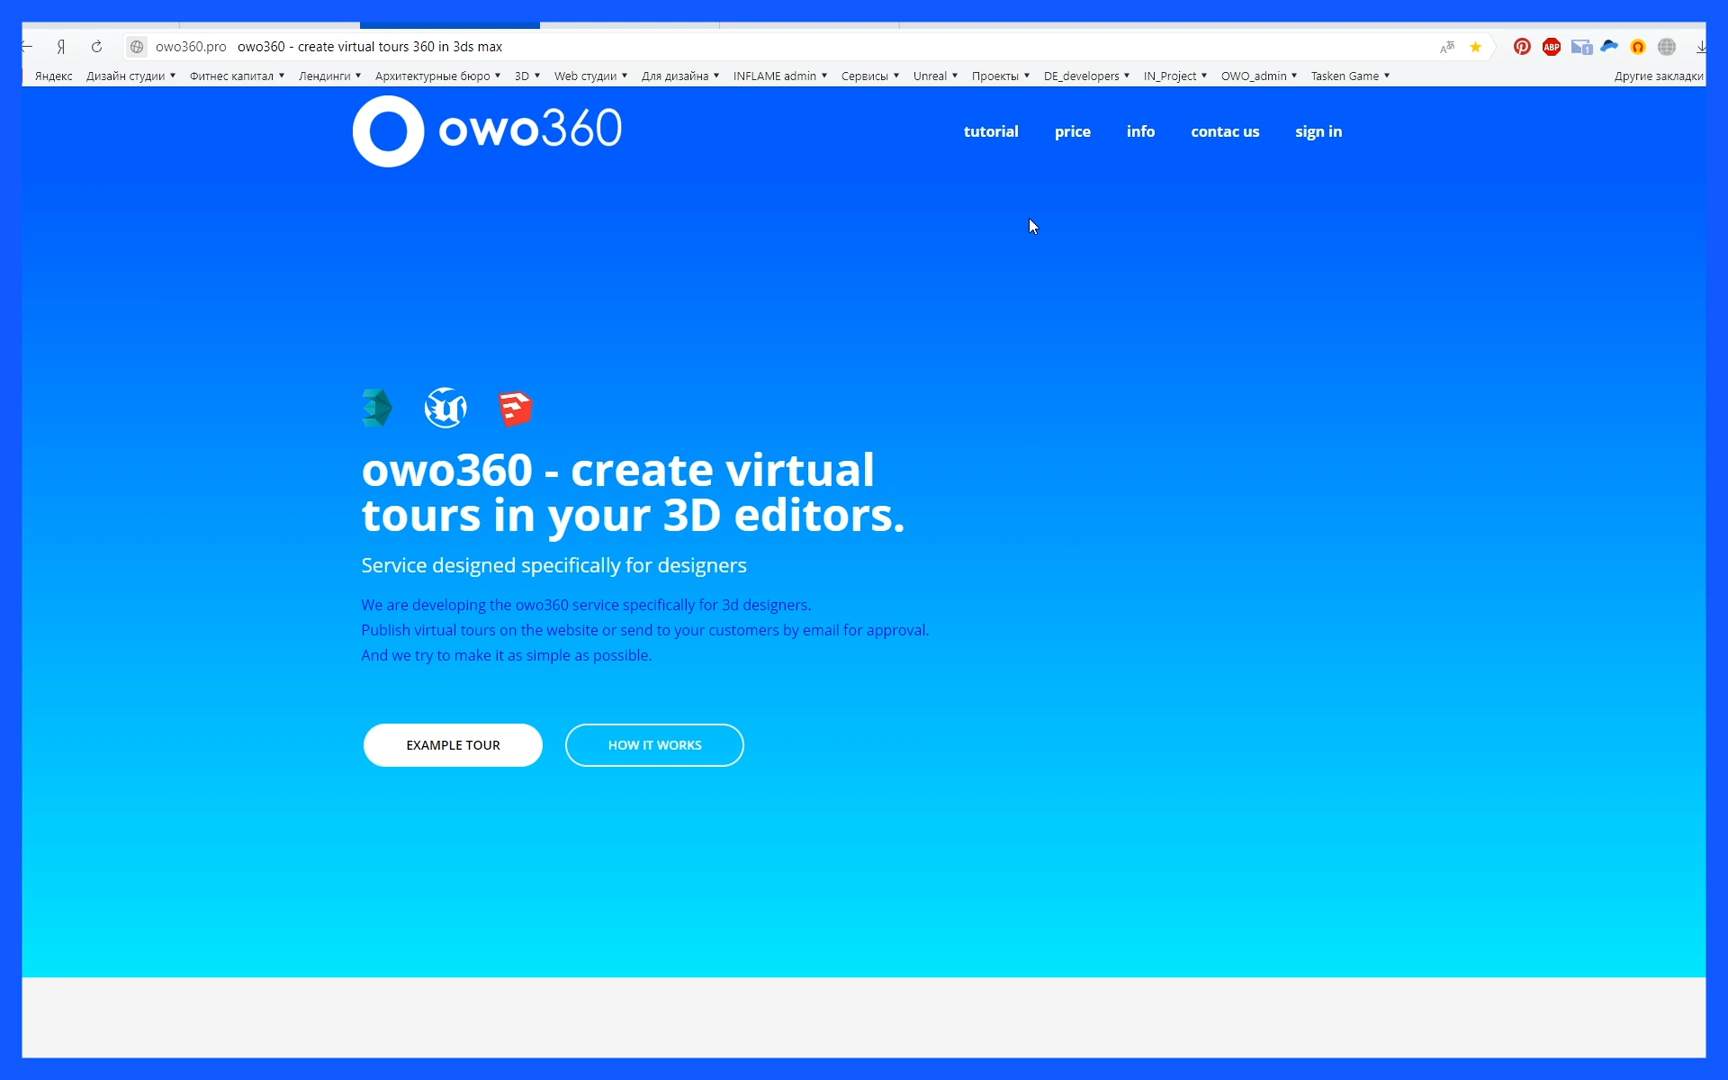 Я owo360.pro owo360 - create virtual tours 360 in 3ds max
Яндекс Дизайн студии Фитнес капитал Лендинги Архитектурные бюро 3D Web студии Для дизайна INFLAME admin Сервисы Unreal Проекты DE_developers IN_Project OWO_admin Tasken Game Другие закладки
owo360 tutorial price info contac us sign in
owo360 - create virtual
tours in your 3D editors.
Service designed specifically for designers
We are developing the owo360 service specifically for 3d designers.
Publish virtual tours on the website or send to your customers by email for approval.
And we try to make it as simple as possible.
EXAMPLE TOUR HOW IT WORKS